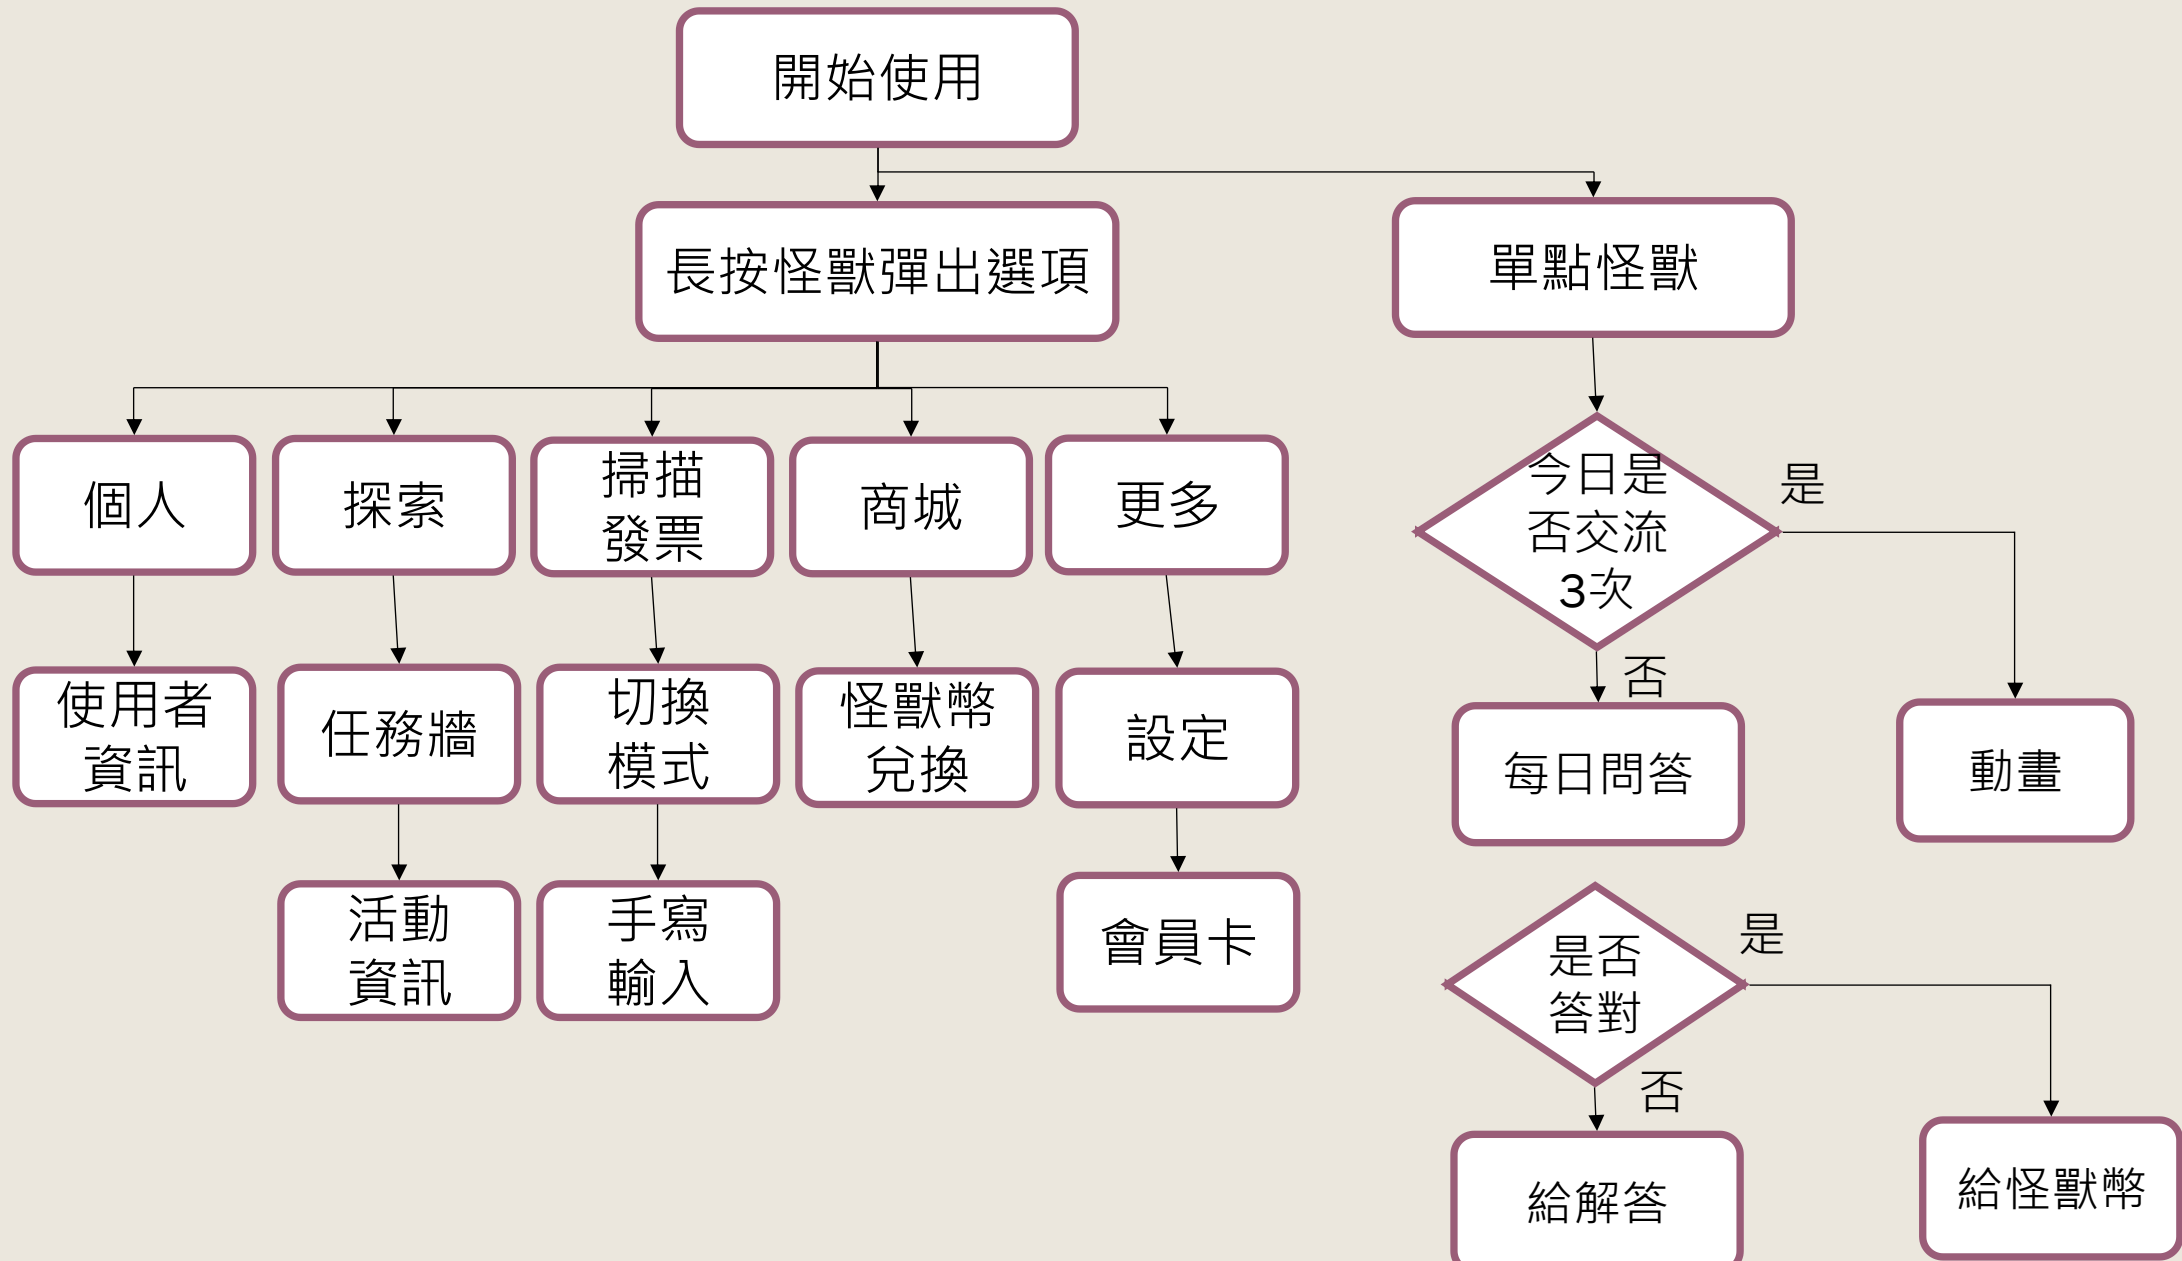 開始使用
長按怪獸彈出選項
單點怪獸
個人
探索
掃描
發票
商城
更多
今日是
否交流
3次
是
否
使用者
資訊
任務牆
切換
模式
怪獸幣
兌換
設定
每日問答
動畫
活動
資訊
手寫
輸入
會員卡
是否
答對
是
否
給解答
給怪獸幣